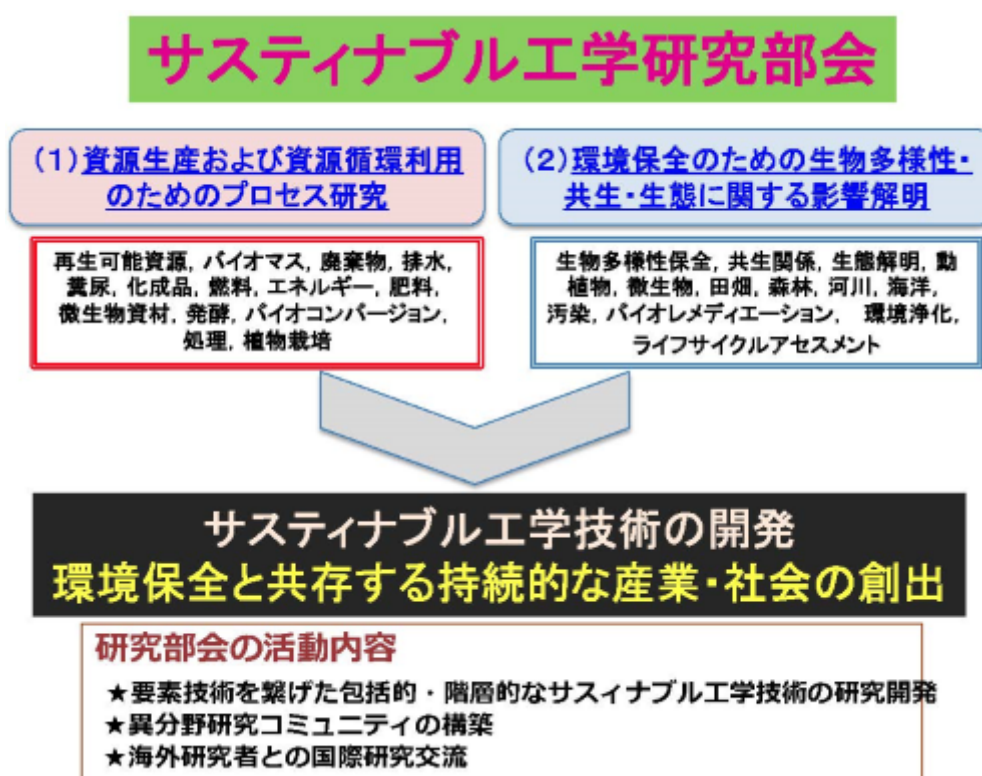 サスティナブル工学研究部会
（1）資源生産および資源循環利用
のためのプロセス研究
再生可能資源，バイオマス，廃棄物，排水，
糞尿，化成品，燃料，エネルギー，肥料，
微生物資材，発酵，バイオコンバージョン，
処理，植物栽培
（2）環境保全のための生物多様性・
共生・生態に関する影響解明
生物多様性保全，共生関係，生態解明，動
植物，微生物，田畑，森林，河川，海洋，
汚染，バイオレメディエーション，　環境浄化，
ライフサイクルアセスメント
サスティナブル工学技術の開発
環境保全と共存する持続的な産業・社会の創出
研究部会の活動内容
★要素技術を繋げた包括的・階層的なサスィナブル工学技術の研究開発
★異分野研究コミュニティの構築
★海外研究者との国際研究交流